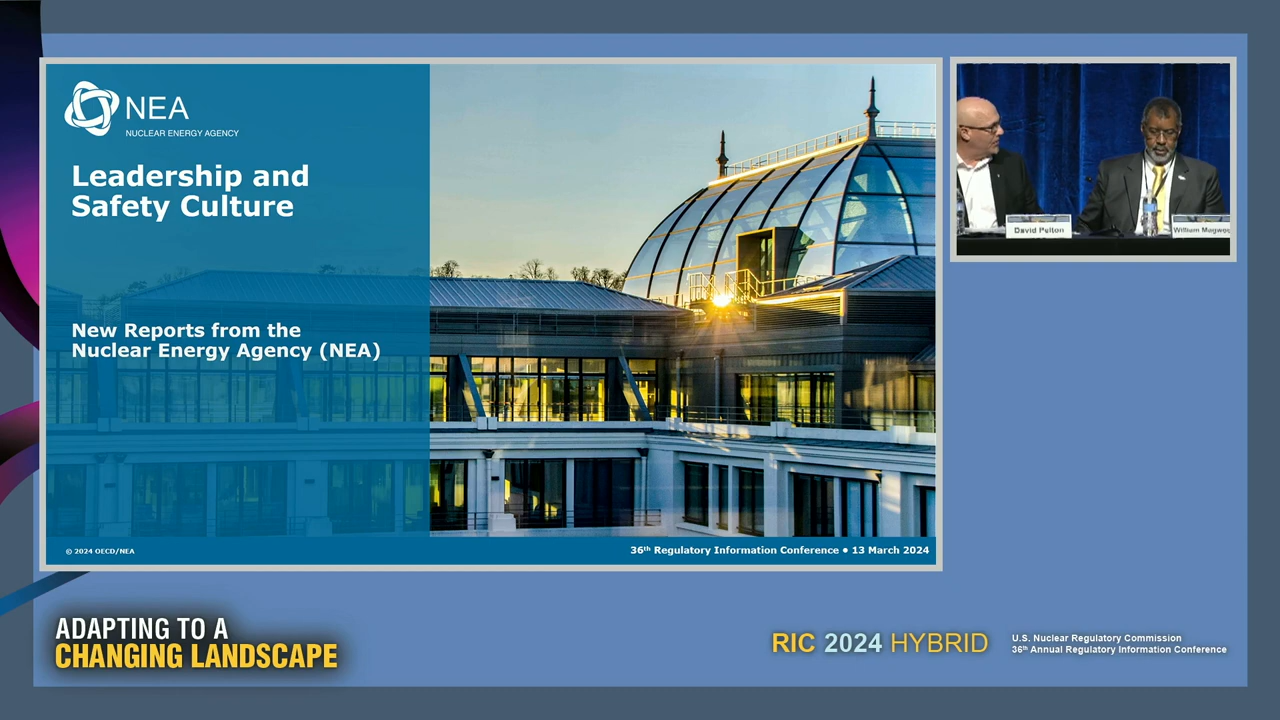 NEA
NUCLEAR ENERGY AGENCY
Leadership and
Safety Culture
New Reports from the
Nuclear Energy Agency (NEA)
© 2024 OECD/NEA
36th Regulatory Information Conference • 13 March 2024
David Pelton
William Magwoo
ADAPTING TO A
CHANGING LANDSCAPE
RIC 2024 HYBRID
U.S. Nuclear Regulatory Commission
36th Annual Regulatory Information Conference